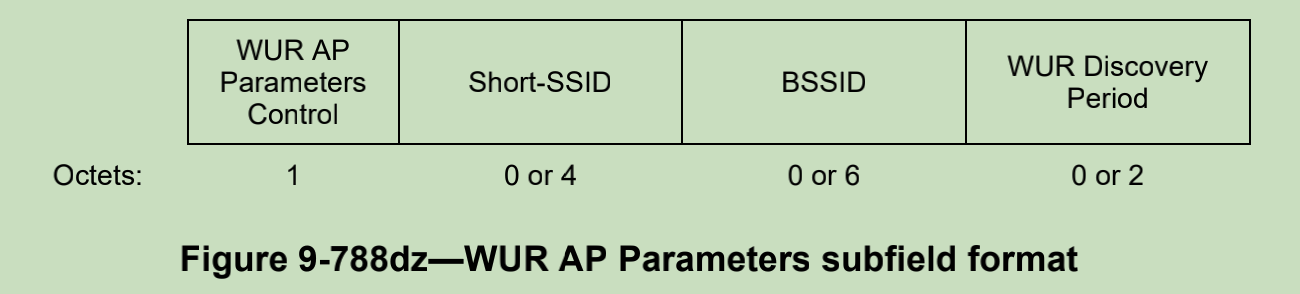 WUR AP
Parameters
Control
Short-SSID
BSSID
WUR Discovery
Period
Octets:
1
0 or 4
0 or 6
0 or 2
Figure 9-788dz—WUR AP Parameters subfield format